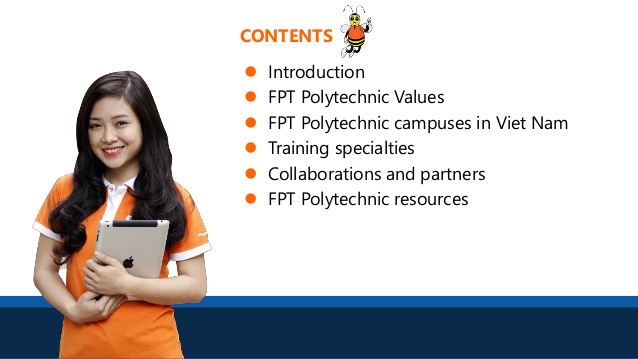 CONTENTS
Introduction
FPT Polytechnic Values
FPT Polytechnic campuses in Viet Nam
Training specialties
Collaborations and partners
FPT Polytechnic resources